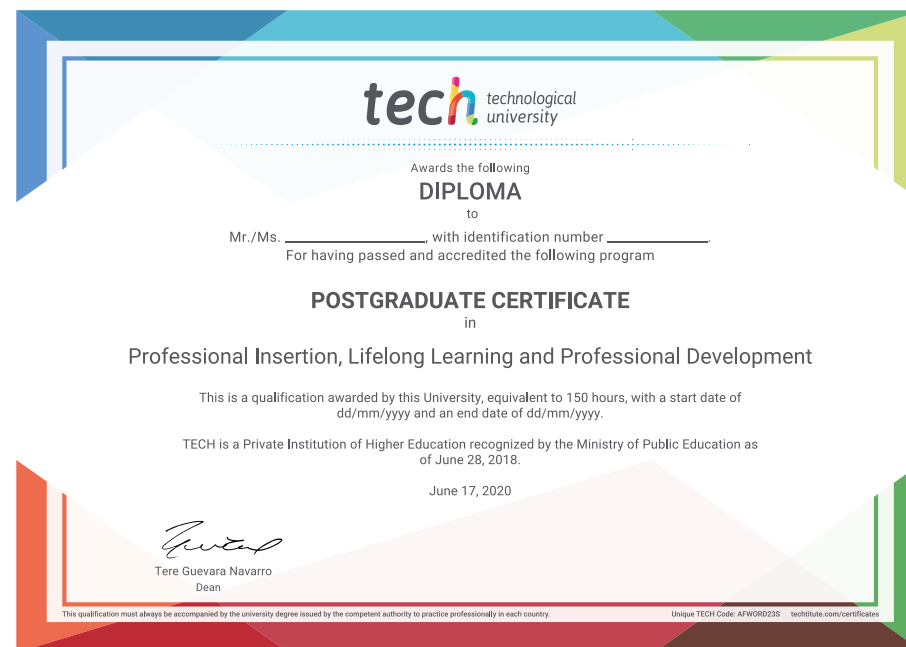 tech technological
university
Awards the following
DIPLOMA
to
Mr./Ms. ____________________, with identification number ______________.
For having passed and accredited the following program
POSTGRADUATE CERTIFICATE
in
Professional Insertion, Lifelong Learning and Professional Development
This is a qualification awarded by this University, equivalent to 150 hours, with a start date of
dd/mm/yyyy and an end date of dd/mm/yyyy.
TECH is a Private Institution of Higher Education recognized by the Ministry of Public Education as
of June 28, 2018.
June 17, 2020
Tere Guevara Navarro
Dean
This qualification must always be accompanied by the university degree issued by the competent authority to practice professionally in each country. Unique TECH Code: AFWORD23S techtitute.com/certificates